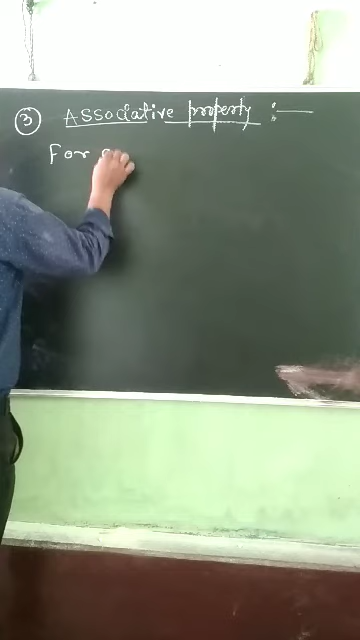 ③ Associative property :—
For